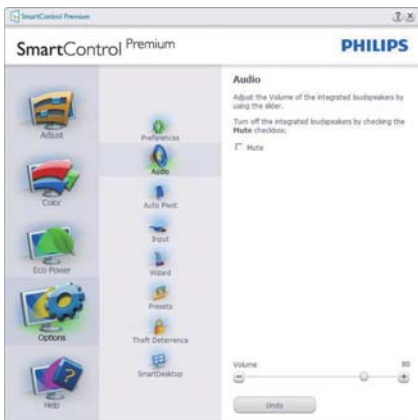 SmartControl Premium
SmartControl Premium
PHILIPS
Adjust
Color
Eco Power
Options
Help
Preferences
Audio
Auto Pivot
Input
Wizard
Presets
Theft Deterrence
SmartDesktop
Audio
Adjust the Volume of the integrated loudspeakers by
using the slider.
Turn off the integrated loudspeakers by checking the
Mute checkbox.
Mute
Volume
80
Undo